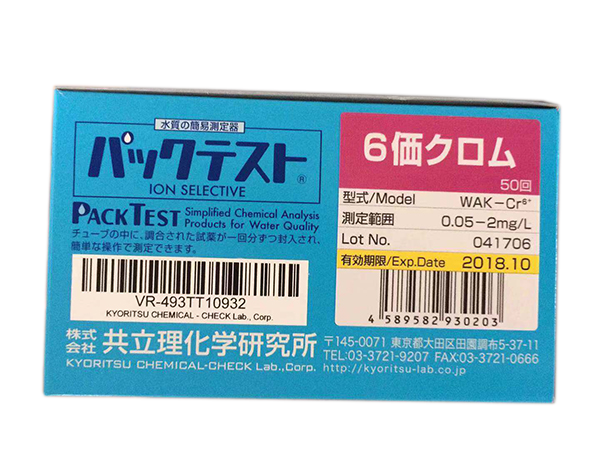 水質の簡易測定器
パックテスト®
ION SELECTIVE
PACKTEST Simplified Chemical Analysis
Products for Water Quality
チューブの中に、調合された試薬が一回分ずつ封入され、
簡単な操作で測定できます。
VR-493TT10932
KYORITSU CHEMICAL - CHECK Lab., Corp.
6価クロム
50回
型式/Model WAK-Cr⁶⁺
測定範囲 0.05-2mg/L
Lot No. 041706
有効期限/Exp.Date 2018.10
4 589582 930203
株式会社 共立理化学研究所
KYORITSU CHEMICAL-CHECK Lab.,Corp.
〒145-0071 東京都大田区田園調布5-37-11
TEL:03-3721-9207 FAX:03-3721-0666
http://kyoritsu-lab.co.jp